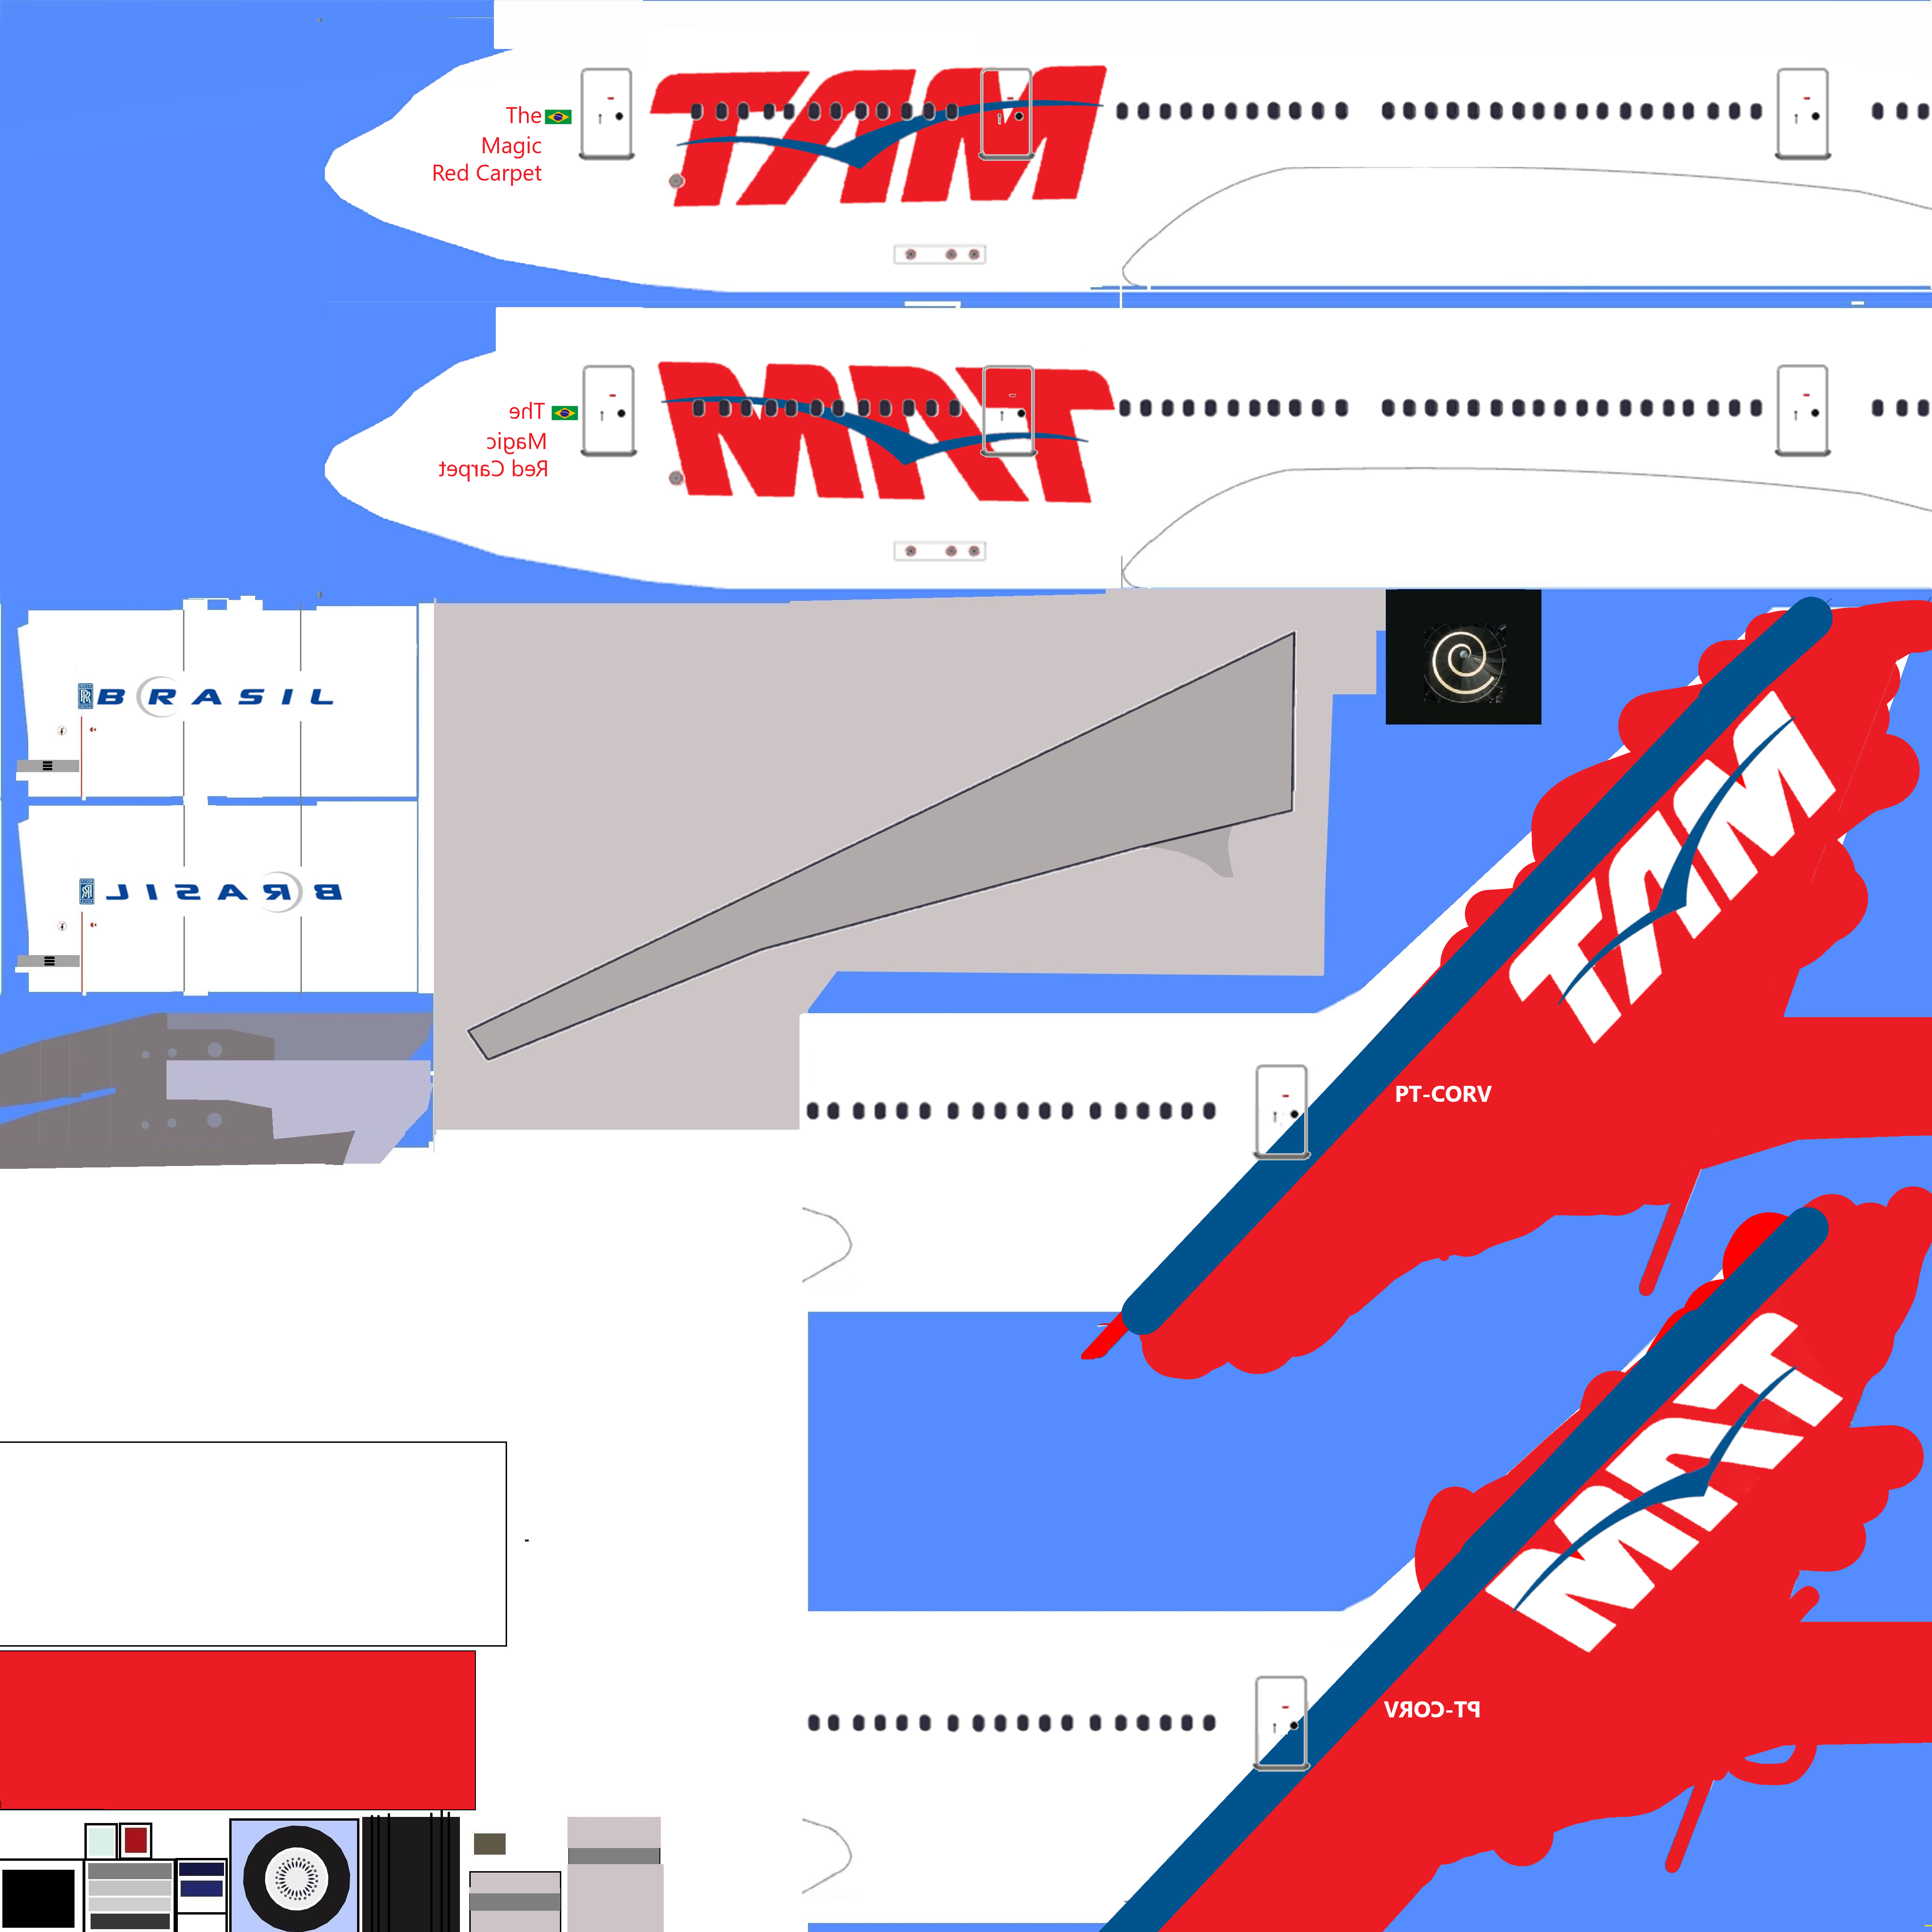 The
Magic
Red Carpet
TAM
The
Magic
Red Carpet
TAM
BRASIL
BRASIL
TAM
PT-CORV
TAM
PT-CORV